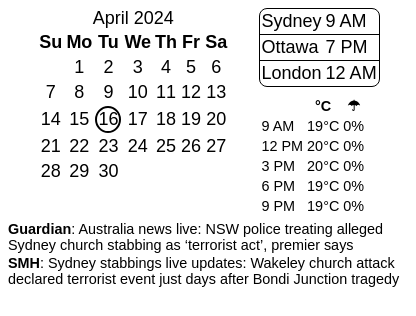 April 2024
Su Mo Tu We Th Fr Sa
1 2 3 4 5 6
7 8 9 10 11 12 13
14 15 16 17 18 19 20
21 22 23 24 25 26 27
28 29 30
Sydney 9 AM
Ottawa 7 PM
London 12 AM
°C ☂
9 AM 19°C 0%
12 PM 20°C 0%
3 PM 20°C 0%
6 PM 19°C 0%
9 PM 19°C 0%
Guardian: Australia news live: NSW police treating alleged
Sydney church stabbing as ‘terrorist act’, premier says
SMH: Sydney stabbings live updates: Wakeley church attack
declared terrorist event just days after Bondi Junction tragedy